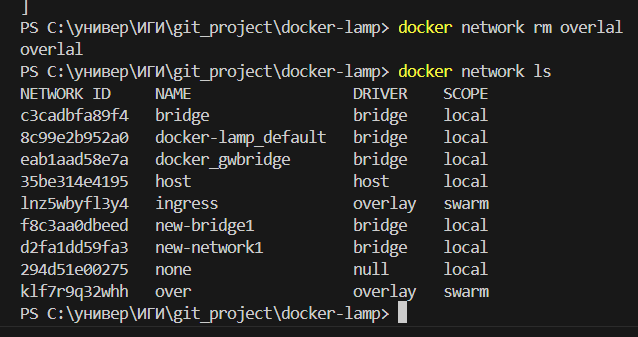 ]
PS C:\универ\ИГИ\git_project\docker-lamp> docker network rm overlal
overlal
PS C:\универ\ИГИ\git_project\docker-lamp> docker network ls
NETWORK ID     NAME                  DRIVER    SCOPE
c3cadbfa89f4   bridge                bridge    local
8c99e2b952a0   docker-lamp_default   bridge    local
eab1aad58e7a   docker_gwbridge       bridge    local
35be314e4195   host                  host      local
lnz5wbyfl3y4   ingress               overlay   swarm
f8c3aa0dbeed   new-bridge1           bridge    local
d2fa1dd59fa3   new-network1          bridge    local
294d51e00275   none                  null      local
klf7r9q32whh   over                  overlay   swarm
PS C:\универ\ИГИ\git_project\docker-lamp>